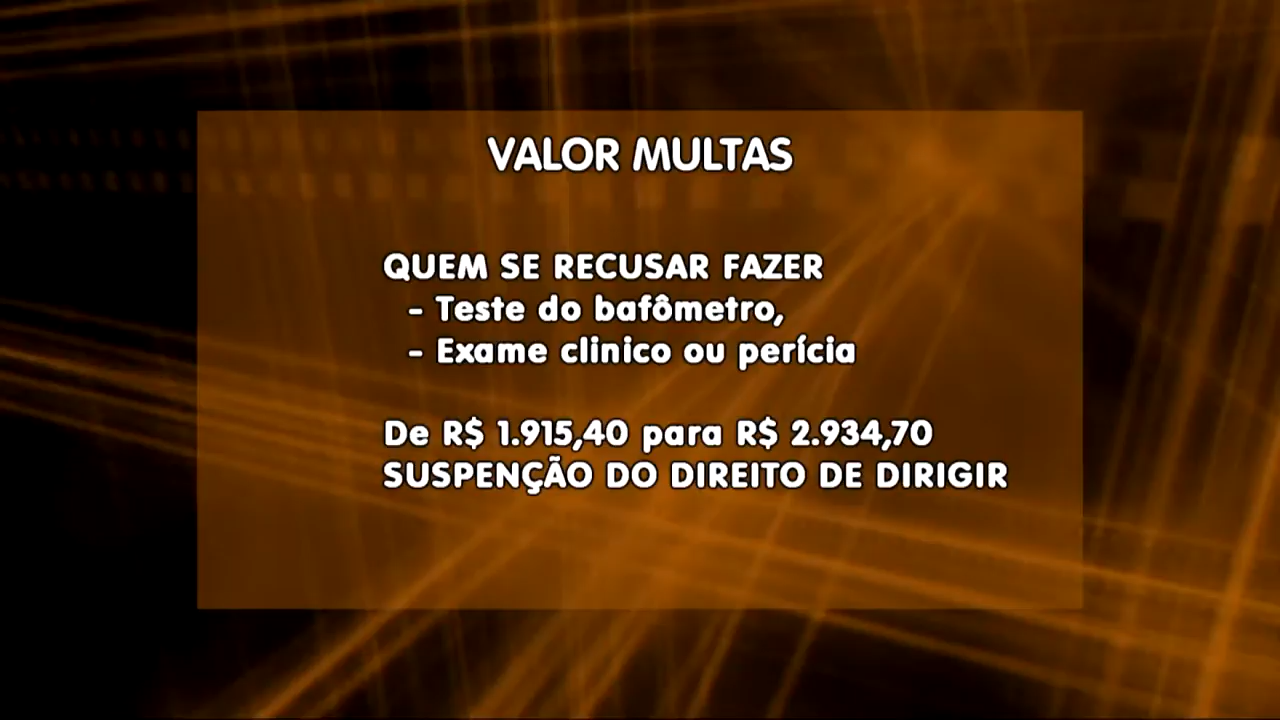 VALOR MULTAS
QUEM SE RECUSAR FAZER
- Teste do bafômetro,
- Exame clinico ou perícia
De R$ 1.915,40 para R$ 2.934,70
SUSPENÇÃO DO DIREITO DE DIRIGIR